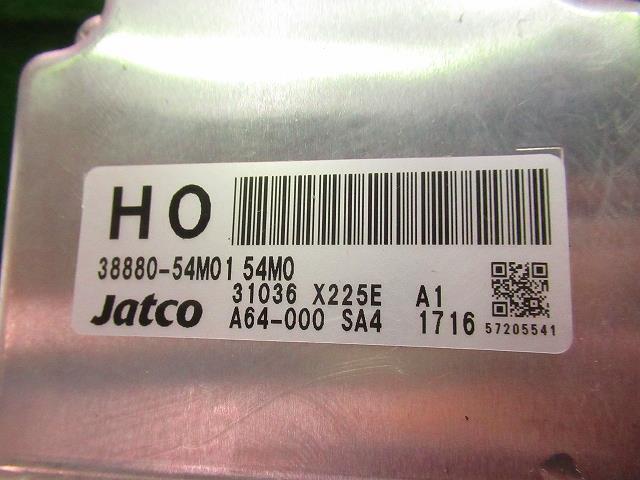 HO
38880-54M01 54M0
31036 X225E A1
Jatco A64-000 SA4 1716
57205541